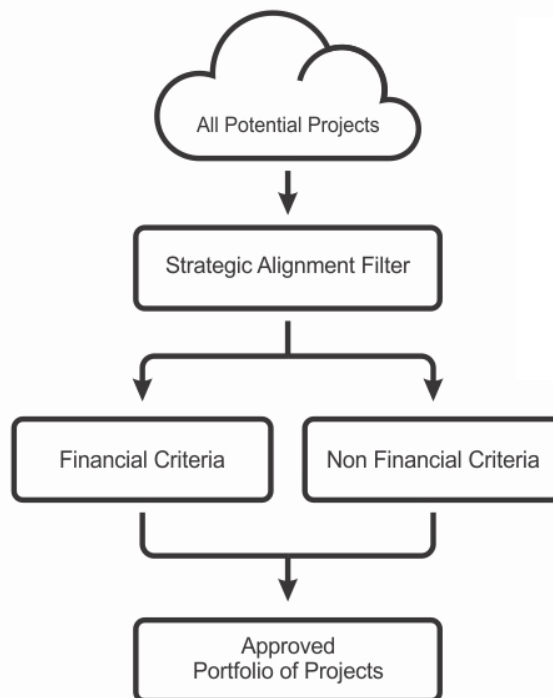 All Potential Projects
Strategic Alignment Filter
Financial Criteria
Non Financial Criteria
Approved
Portfolio of Projects